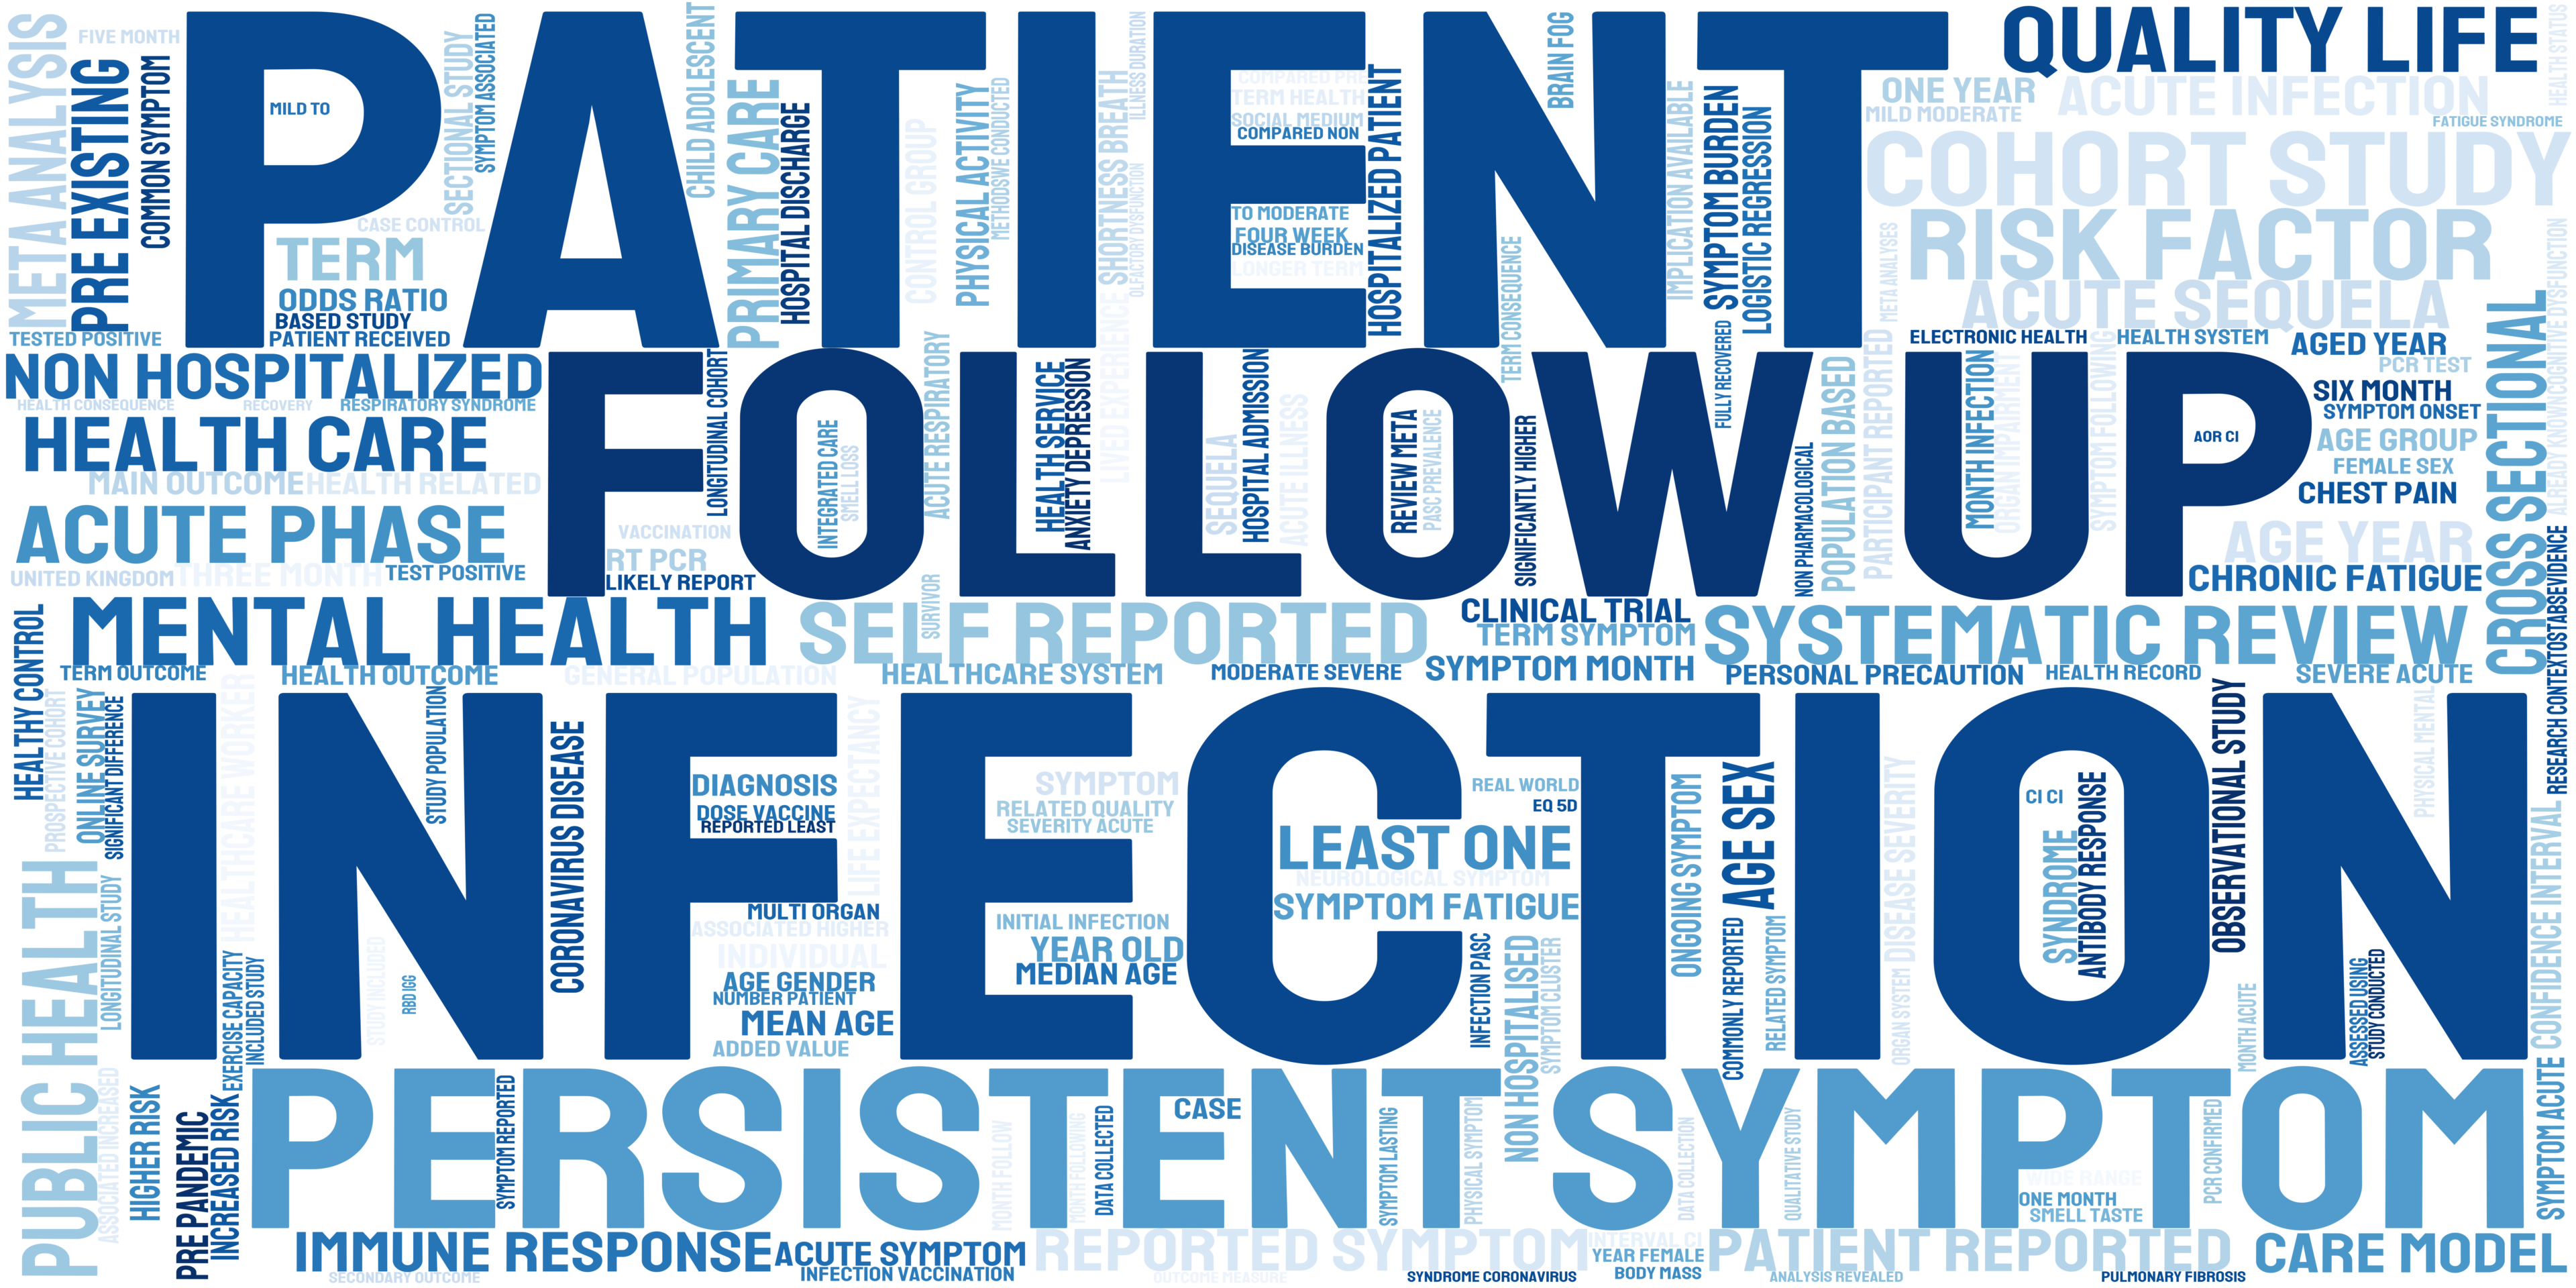 PATIENT
FOLLOW UP
INFECTION
PERSISTENT SYMPTOM
QUALITY LIFE
META ANALYSIS
FIVE MONTH
PRE EXISTING
COMMON SYMPTOM
MILD TO
SECTIONAL STUDY
SYMPTOM ASSOCIATED
CASE CONTROL
TERM
ODDS RATIO
BASED STUDY
PATIENT RECEIVED
TESTED POSITIVE
CHILD ADOLESCENT
PRIMARY CARE
HOSPITAL DISCHARGE
CONTROL GROUP
PHYSICAL ACTIVITY
METHODSWE CONDUCTED
SHORTNESS BREATH
ILLNESS DURATION
OLFACTORY DYSFUNCTION
COMPARED PRE
TERM HEALTH
SOCIAL MEDIUM
COMPARED NON
TO MODERATE
FOUR WEEK
DISEASE BURDEN
LONGER TERM
HOSPITALIZED PATIENT
BRAIN FOG
TERM CONSEQUENCE
IMPLICATION AVAILABLE
SYMPTOM BURDEN
LOGISTIC REGRESSION
FULLY RECOVERED
ONE YEAR
MILD MODERATE
ACUTE INFECTION
FATIGUE SYNDROME
HEALTH STATUS
COHORT STUDY
RISK FACTOR
ACUTE SEQUELA
META ANALYSES
ELECTRONIC HEALTH
HEALTH SYSTEM
AGED YEAR
PCR TEST
SIX MONTH
SYMPTOM ONSET
AGE GROUP
FEMALE SEX
CHEST PAIN
AGE YEAR
CHRONIC FATIGUE
CROSS SECTIONAL
ALREADY KNOWN
COGNITIVE DYSFUNCTION
RESEARCH CONTEXT
OSTABSEVIDENCE
NON HOSPITALIZED
HEALTH CONSEQUENCE
RECOVERY
RESPIRATORY SYNDROME
HEALTH CARE
MAIN OUTCOME
HEALTH RELATED
ACUTE PHASE
UNITED KINGDOM
THREE MONTH
TEST POSITIVE
LONGITUDINAL COHORT
VACCINATION
RT PCR
LIKELY REPORT
INTEGRATED CARE
SMELL LOSS
ACUTE RESPIRATORY
HEALTH SERVICE
ANXIETY DEPRESSION
LIVED EXPERIENCE
SEQUELA
HOSPITAL ADMISSION
ACUTE ILLNESS
REVIEW META
PASC PREVALENCE
SIGNIFICANTLY HIGHER
NON PHARMACOLOGICAL
POPULATION BASED
PARTICIPANT REPORTED
MONTH INFECTION
ORGAN IMPAIRMENT
SYMPTOM FOLLOWING
AOR CI
MENTAL HEALTH
SELF REPORTED
SURVIVOR
CLINICAL TRIAL
TERM SYMPTOM
SYMPTOM MONTH
SYSTEMATIC REVIEW
TERM OUTCOME
HEALTH OUTCOME
GENERAL POPULATION
HEALTHCARE SYSTEM
MODERATE SEVERE
PERSONAL PRECAUTION
HEALTH RECORD
SEVERE ACUTE
HEALTHY CONTROL
PROSPECTIVE COHORT
ONLINE SURVEY
SIGNIFICANT DIFFERENCE
HEALTHCARE WORKER
STUDY POPULATION
CORONAVIRUS DISEASE
DIAGNOSIS
DOSE VACCINE
REPORTED LEAST
LIFE EXPECTANCY
MULTI ORGAN
ASSOCIATED HIGHER
INDIVIDUAL
AGE GENDER
NUMBER PATIENT
MEAN AGE
ADDED VALUE
SYMPTOM
RELATED QUALITY
SEVERITY ACUTE
INITIAL INFECTION
YEAR OLD
MEDIAN AGE
REAL WORLD
EQ 5D
LEAST ONE
NEUROLOGICAL SYMPTOM
SYMPTOM FATIGUE
INFECTION PASC
NON HOSPITALISED
SYMPTOM CLUSTER
ONGOING SYMPTOM
AGE SEX
COMMONLY REPORTED
RELATED SYMPTOM
DISEASE SEVERITY
ORGAN SYSTEM
CI CI
SYNDROME
ANTIBODY RESPONSE
OBSERVATIONAL STUDY
MONTH ACUTE
PHYSICAL MENTAL
ASSESSED USING
STUDY CONDUCTED
CONFIDENCE INTERVAL
SYMPTOM ACUTE
PUBLIC HEALTH
LONGITUDINAL STUDY
EXERCISE CAPACITY
INCLUDED STUDY
STUDY INCLUDED
RBD IGG
ASSOCIATED INCREASED
HIGHER RISK
PRE PANDEMIC
INCREASED RISK
SYMPTOM REPORTED
MONTH FOLLOW
MONTH FOLLOWING
DATA COLLECTED
CASE
SYMPTOM LASTING
PHYSICAL SYMPTOM
DATA COLLECTION
QUALITATIVE STUDY
WIDE RANGE
ONE MONTH
SMELL TASTE
PCR CONFIRMED
IMMUNE RESPONSE
SECONDARY OUTCOME
ACUTE SYMPTOM
INFECTION VACCINATION
REPORTED SYMPTOM
OUTCOME MEASURE
SYNDROME CORONAVIRUS
INTERVAL CI
YEAR FEMALE
BODY MASS
PATIENT REPORTED
ANALYSIS REVEALED
PULMONARY FIBROSIS
CARE MODEL